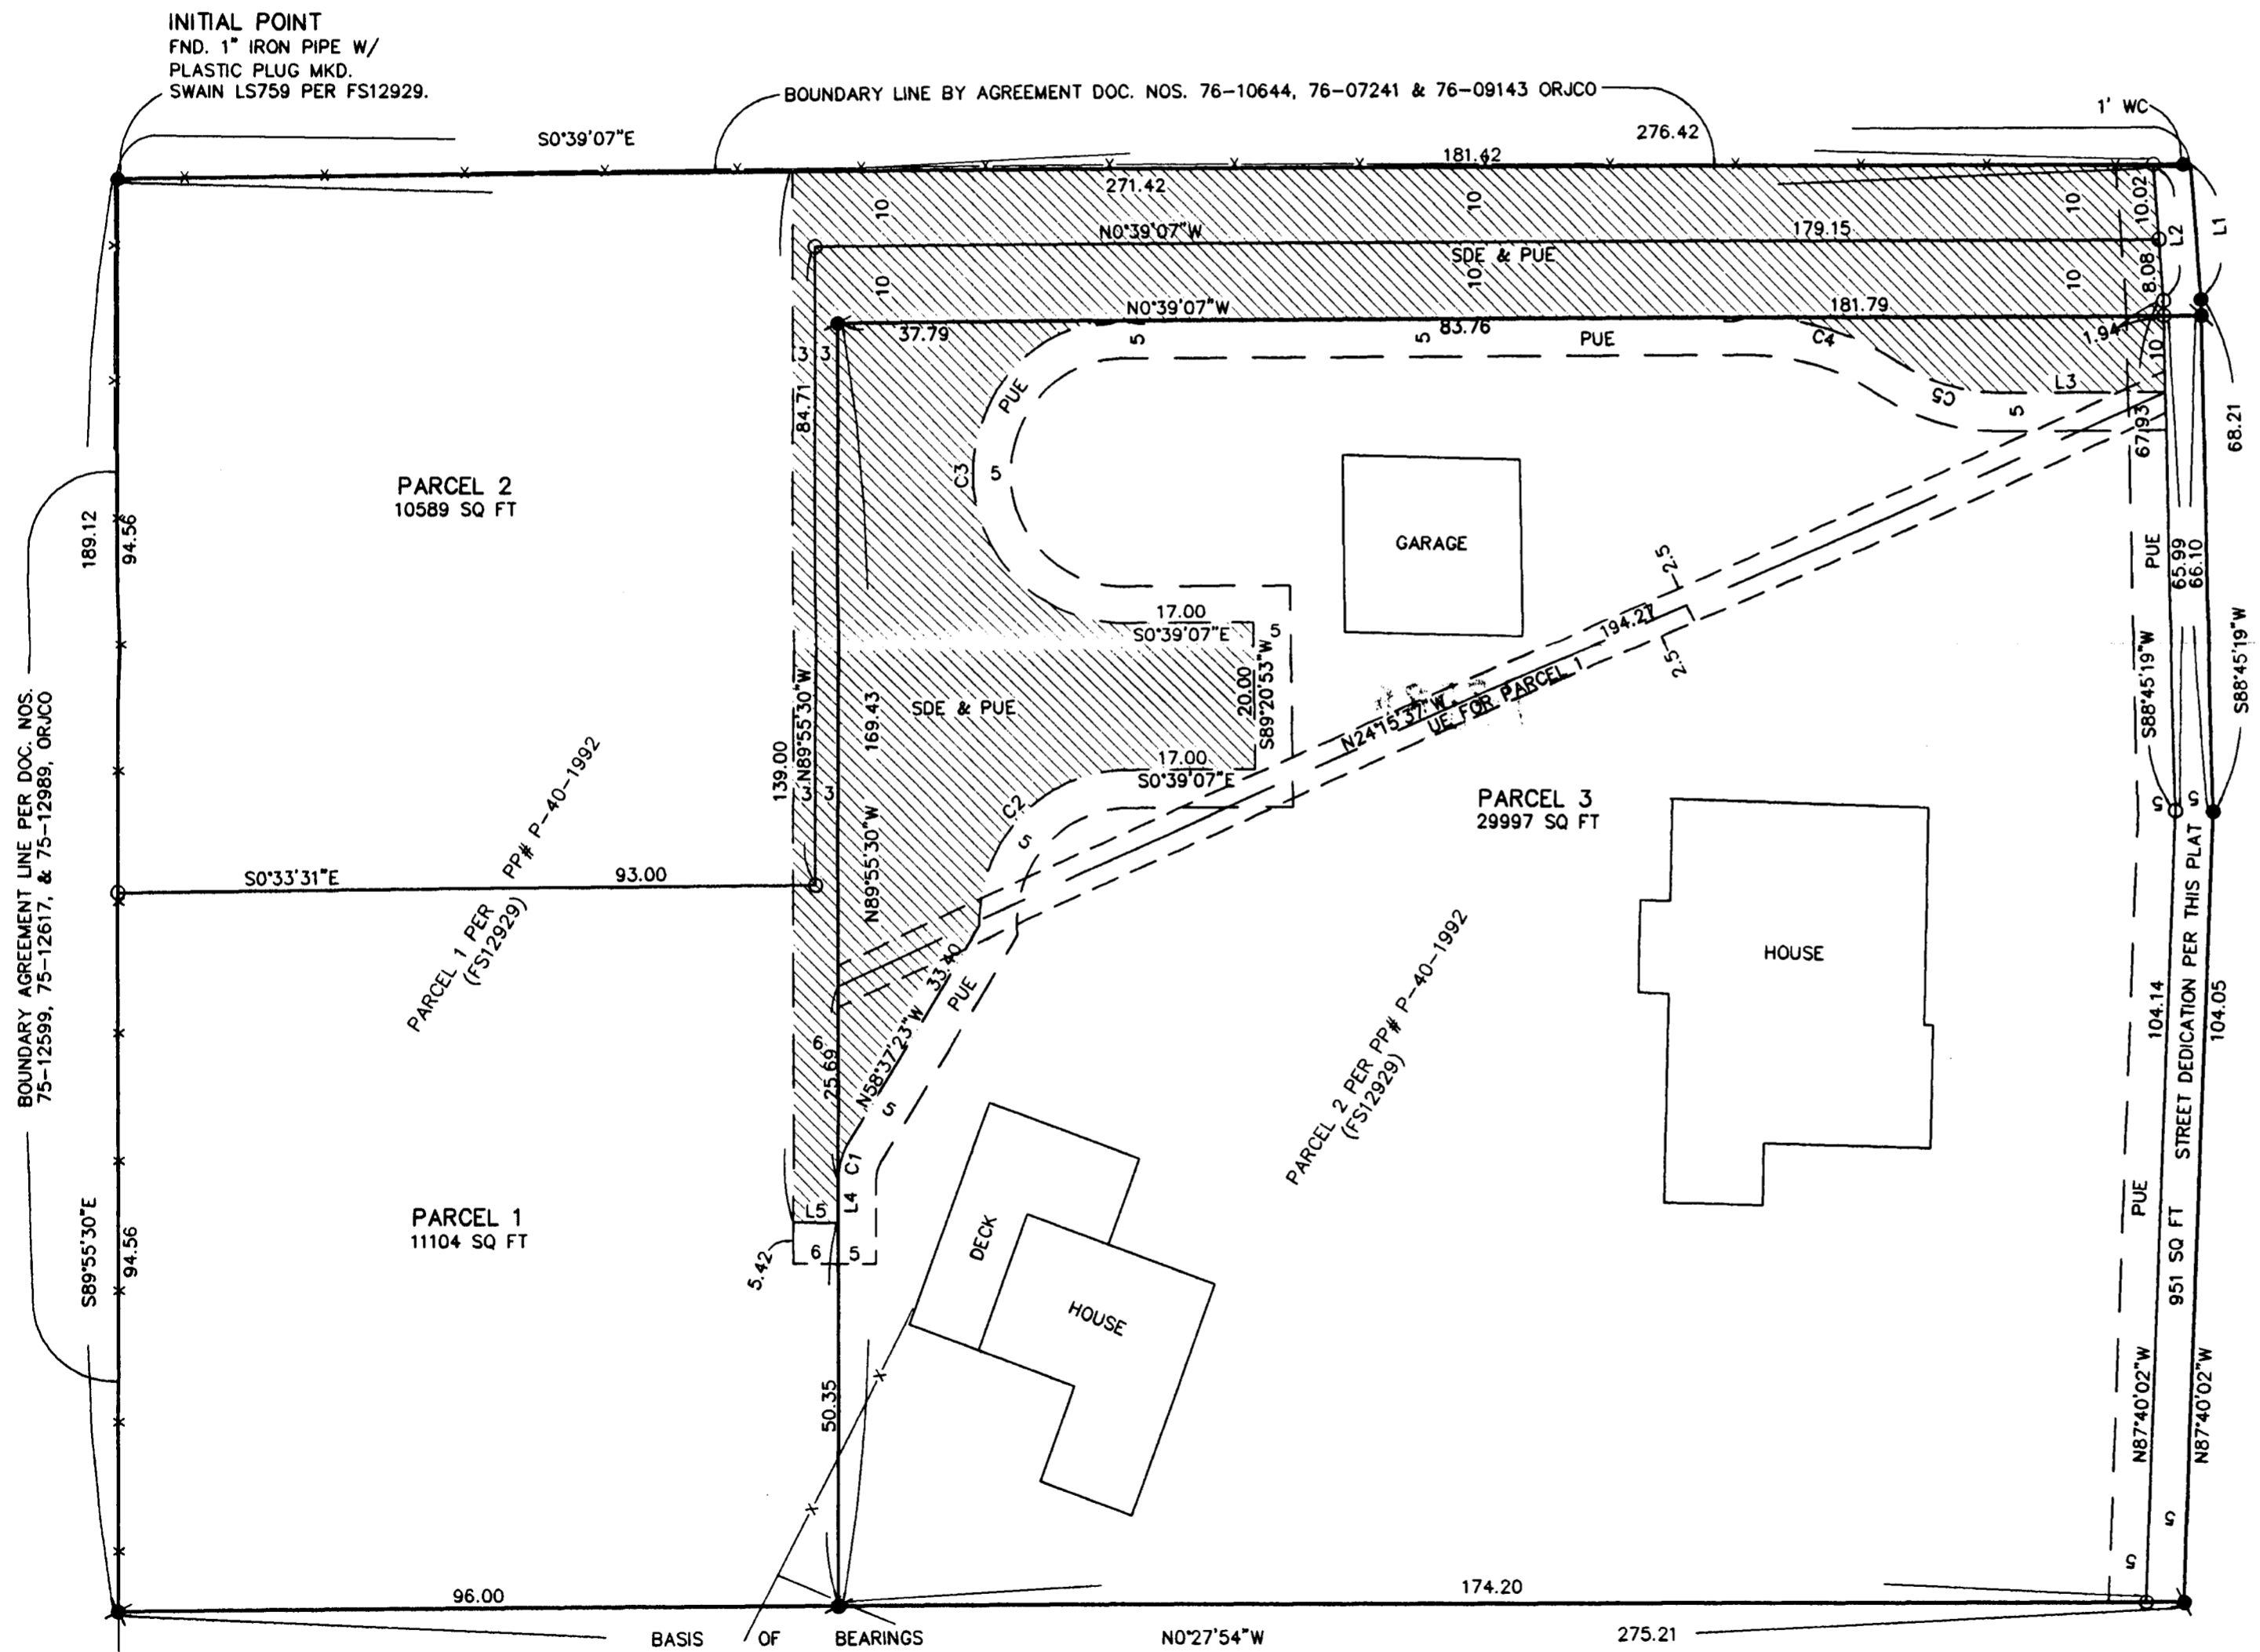 INITIAL POINT
FND. 1" IRON PIPE W/
PLASTIC PLUG MKD.
SWAIN LS759 PER FS12929.
BOUNDARY LINE BY AGREEMENT DOC. NOS. 76-10644, 76-07241 & 76-09143 ORJCO
1' WC
S0°39'07"E
276.42
181.42
271.42
10
10
10
10.02
L2
L1
N0°39'07"W
179.15
SDE & PUE
10
10
10
8.08
N0°39'07"W
181.79
37.79
83.76
5
5
PUE
C4
1.94
10
3
3
84.71
PUE
C3
5
C5
L3
5
67.93
68.21
PARCEL 2
10589 SQ FT
189.12
94.56
GARAGE
2.5
2.5
194.27
PUE
65.99
66.10
S88°45'19"W
S88°45'19"W
17.00
S0°39'07"E
5
20.00
S89°20'53"W
SDE & PUE
N89°55'30"W
169.43
139.00
3
3
N89°55'30"W
17.00
S0°39'07"E
N24°15'37"W
UE FOR PARCEL 1
C2
5
PARCEL 3
29997 SQ FT
5
5
BOUNDARY AGREEMENT LINE PER DOC. NOS.
75-12599, 75-12617, & 75-12989, ORJCO
S0°33'31"E
93.00
PARCEL 1 PER PP# P-40-1992
(FS12929)
33.40
N58°37'23"W
PUE
5
6
25.69
PARCEL 2 PER PP# P-40-1992
(FS12929)
HOUSE
104.14
104.05
STREET DEDICATION PER THIS PLAT
951 SQ FT
PUE
C1
L4
L5
5.42
6
5
PARCEL 1
11104 SQ FT
S89°55'30"E
94.56
DECK
HOUSE
50.35
N87°40'02"W
N87°40'02"W
5
5
96.00
174.20
BASIS OF BEARINGS
N0°27'54"W
275.21